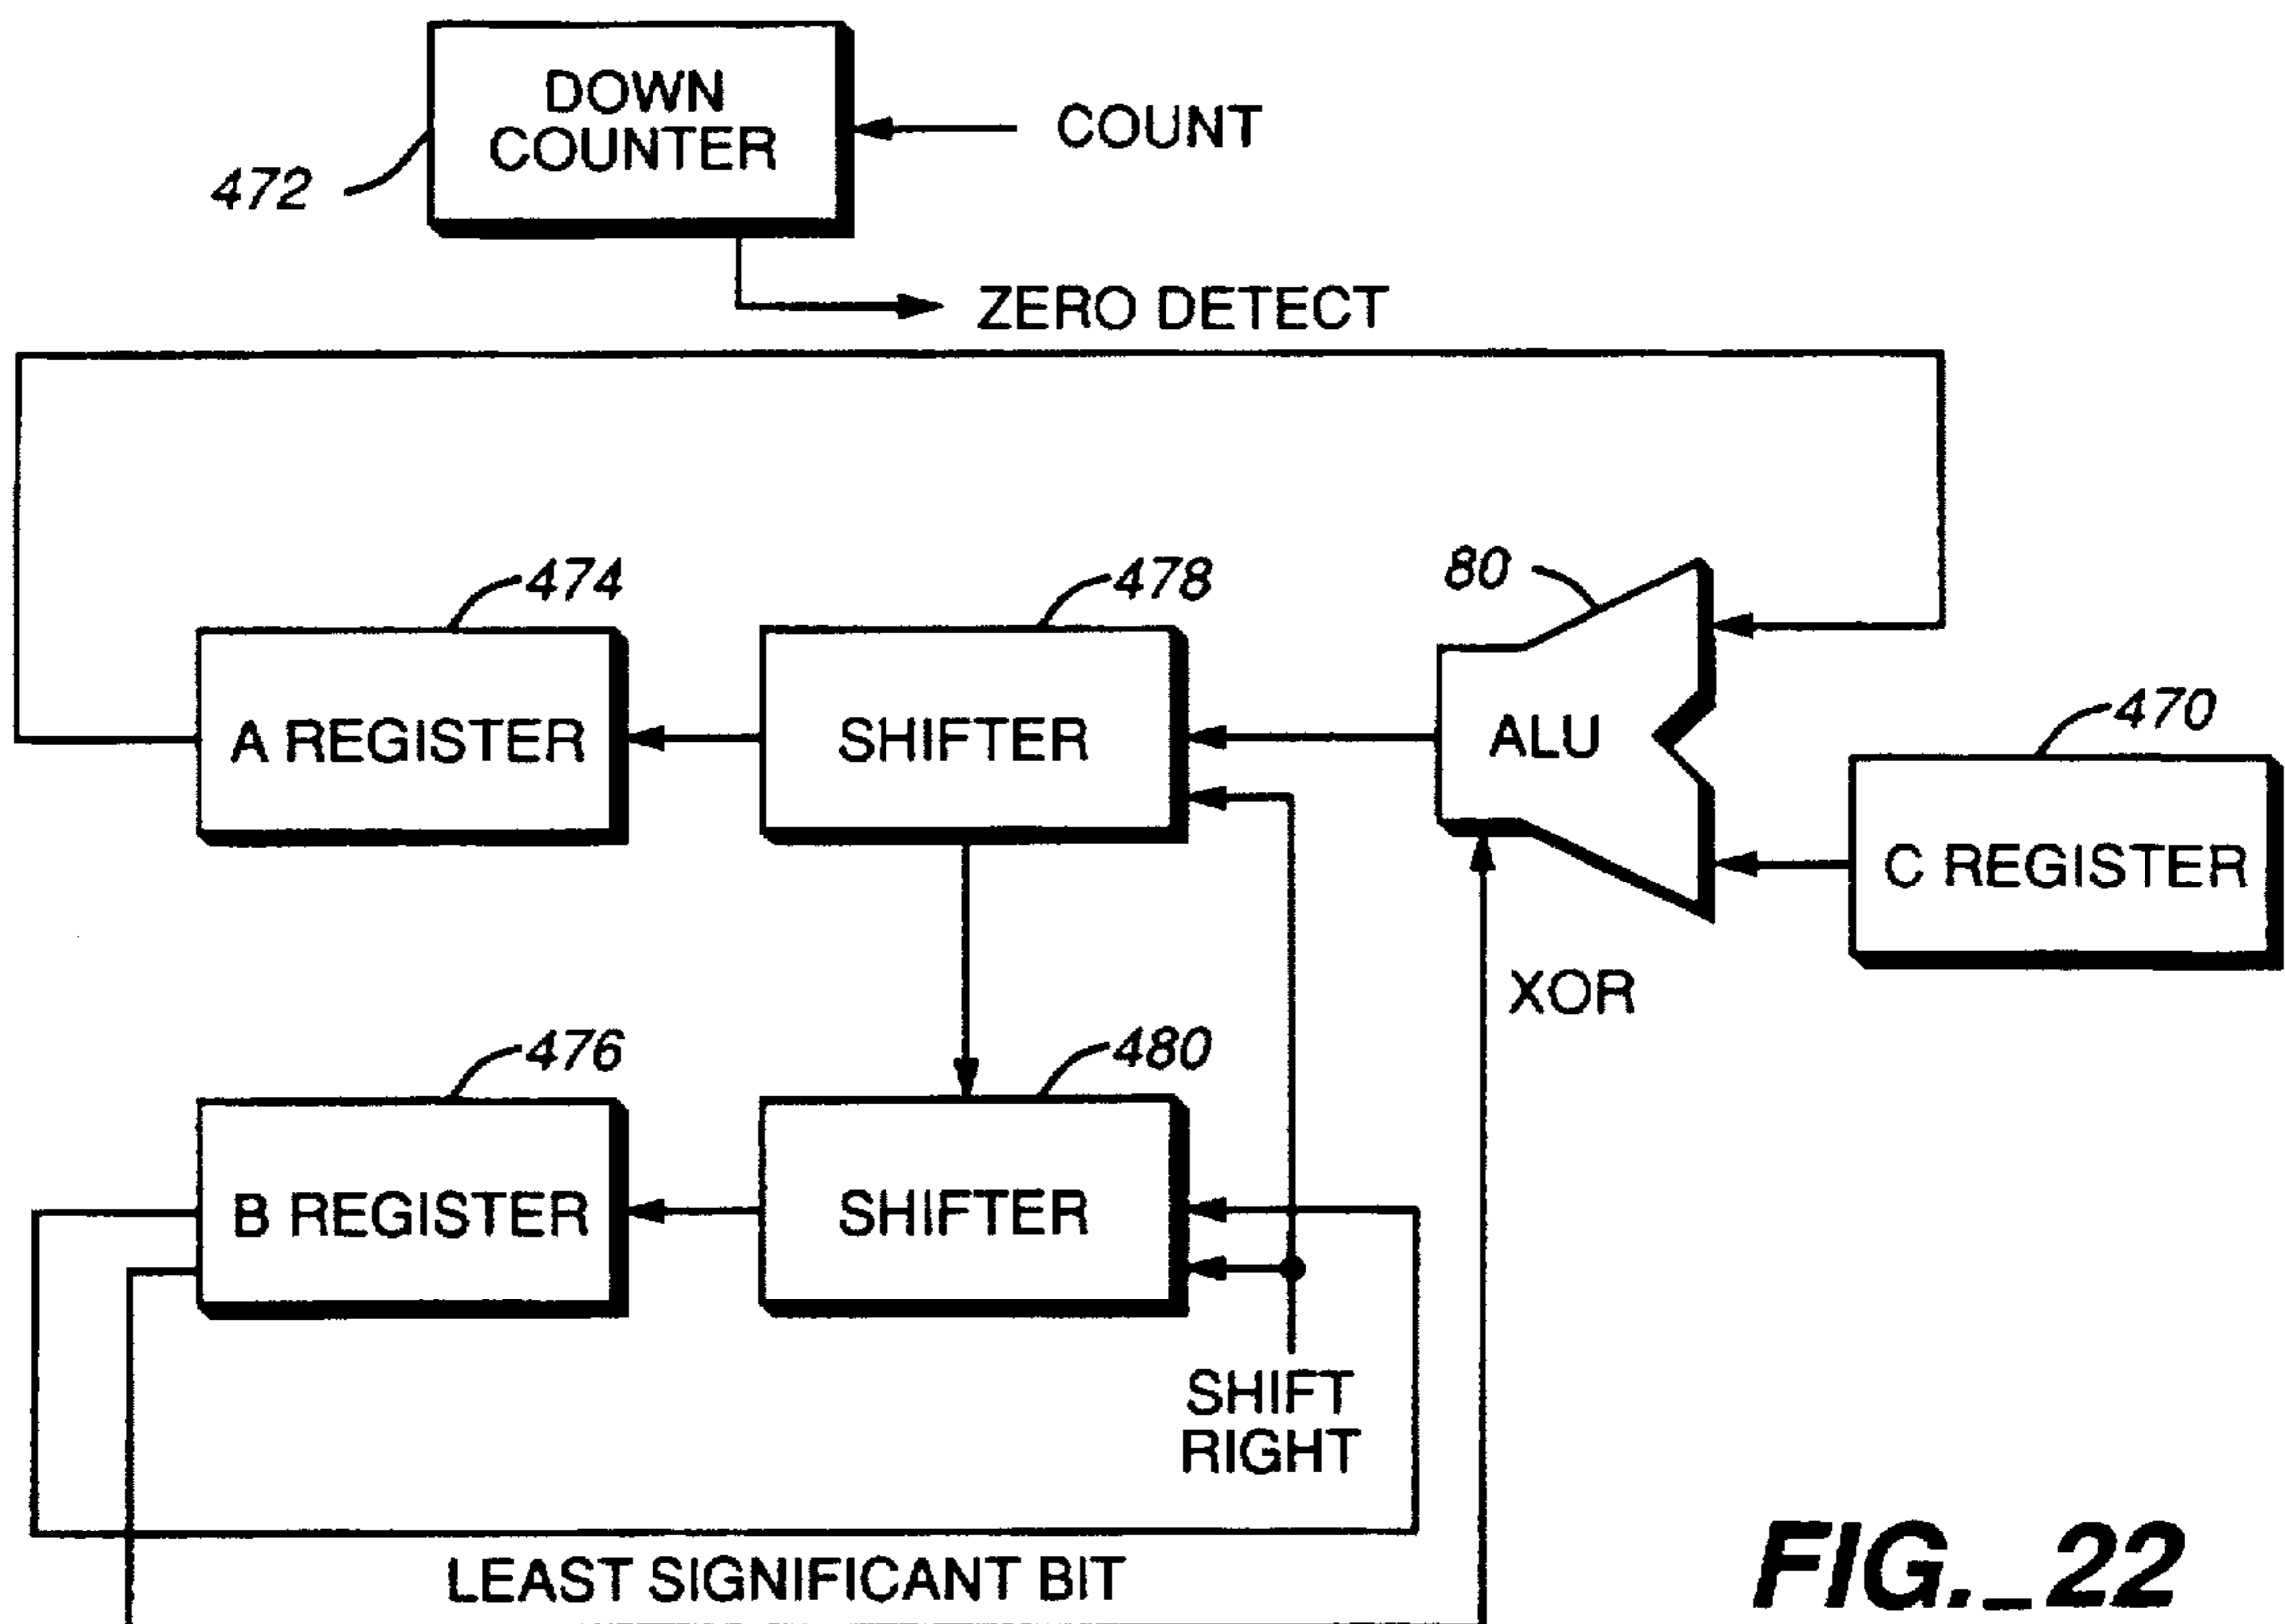 DOWN
COUNTER
COUNT
472
ZERO DETECT
474
478
80
470
A REGISTER
SHIFTER
ALU
C REGISTER
XOR
476
480
B REGISTER
SHIFTER
SHIFT
RIGHT
LEAST SIGNIFICANT BIT
FIG._22